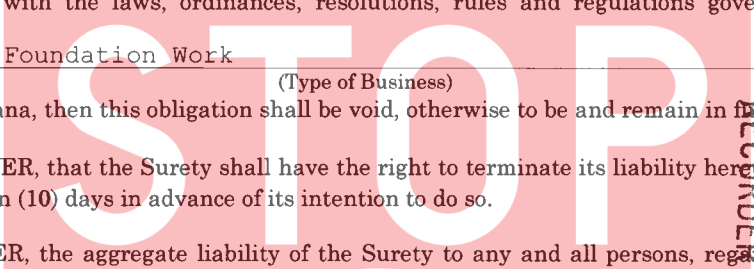 with the laws, ordinances, resolutions, rules and regulations gove
Foundation Work
(Type of Business)
ana, then this obligation shall be void, otherwise to be and remain in fu
ER, that the Surety shall have the right to terminate its liability here
n (10) days in advance of its intention to do so.
ER, the aggregate liability of the Surety to any and all persons, rega
STOP
RECORDER